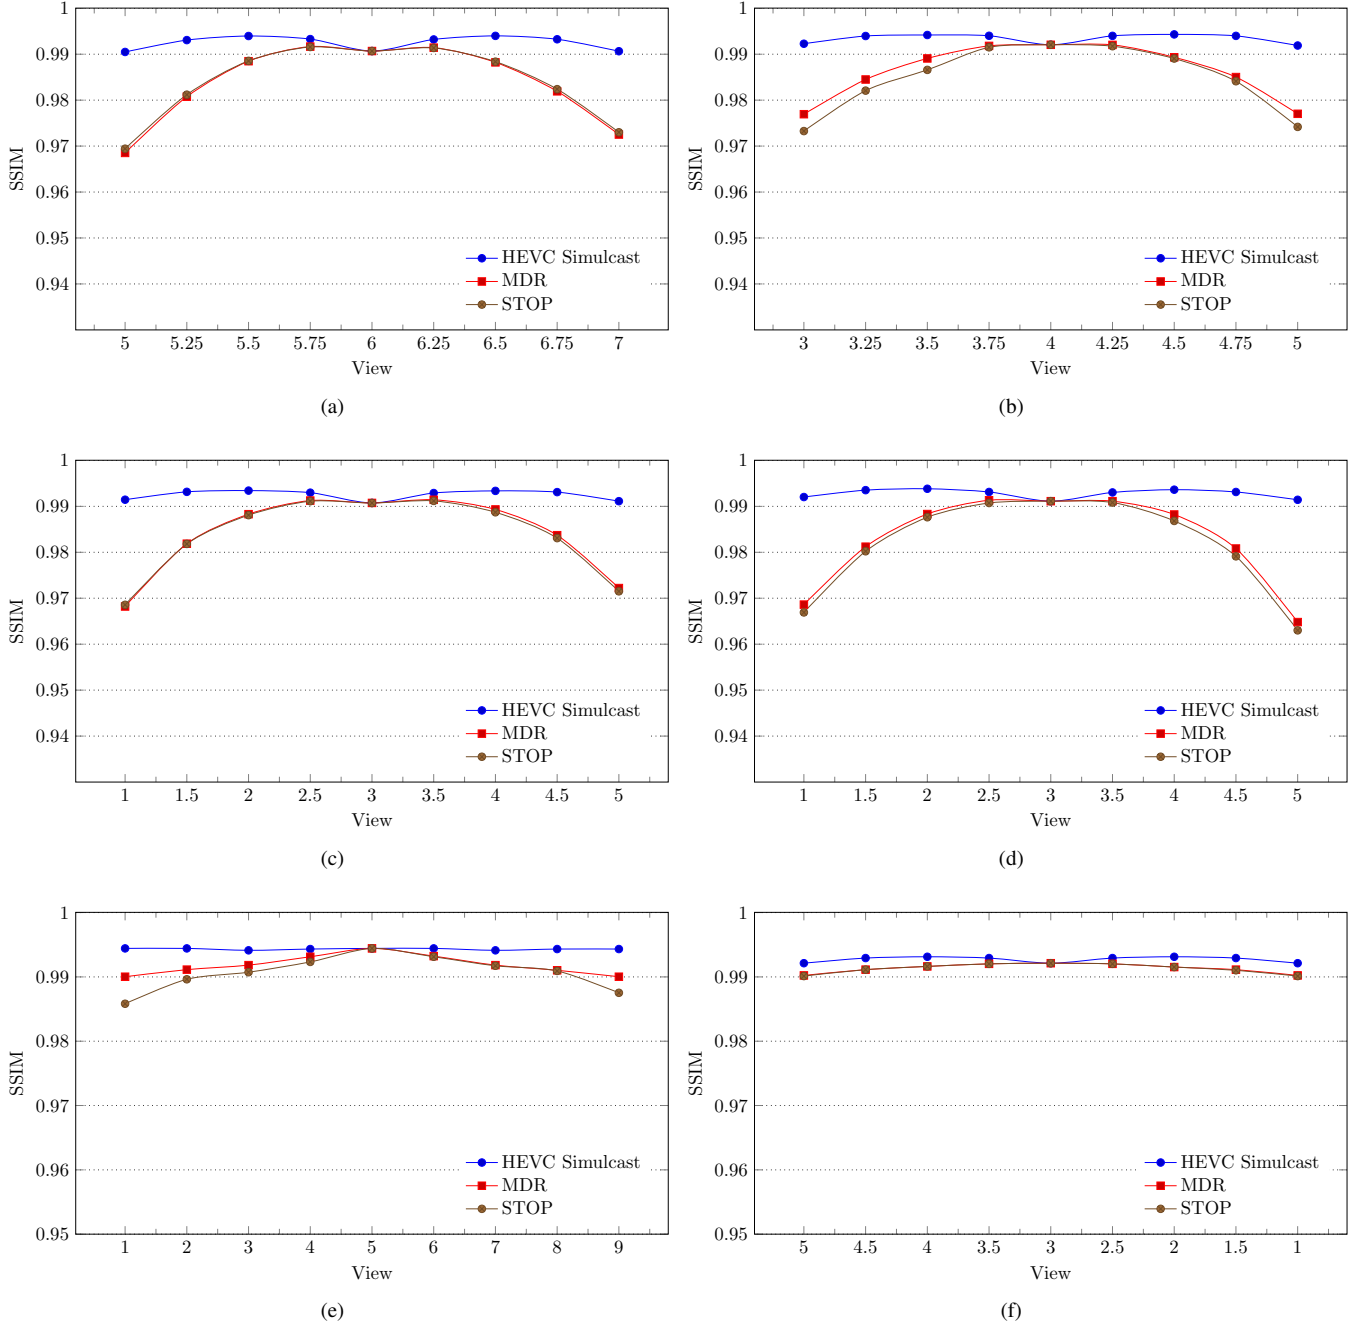 1
0.99
0.98
0.97
0.96
0.95
0.94
SSIM
HEVC Simulcast
MDR
STOP
5 5.25 5.5 5.75 6 6.25 6.5 6.75 7
View
(a)
1
0.99
0.98
0.97
0.96
0.95
0.94
SSIM
HEVC Simulcast
MDR
STOP
3 3.25 3.5 3.75 4 4.25 4.5 4.75 5
View
(b)
1
0.99
0.98
0.97
0.96
0.95
0.94
SSIM
HEVC Simulcast
MDR
STOP
1 1.5 2 2.5 3 3.5 4 4.5 5
View
(c)
1
0.99
0.98
0.97
0.96
0.95
0.94
SSIM
HEVC Simulcast
MDR
STOP
1 1.5 2 2.5 3 3.5 4 4.5 5
View
(d)
1
0.99
0.98
0.97
0.96
0.95
SSIM
HEVC Simulcast
MDR
STOP
1 2 3 4 5 6 7 8 9
View
(e)
1
0.99
0.98
0.97
0.96
0.95
SSIM
HEVC Simulcast
MDR
STOP
5 4.5 4 3.5 3 2.5 2 1.5 1
View
(f)